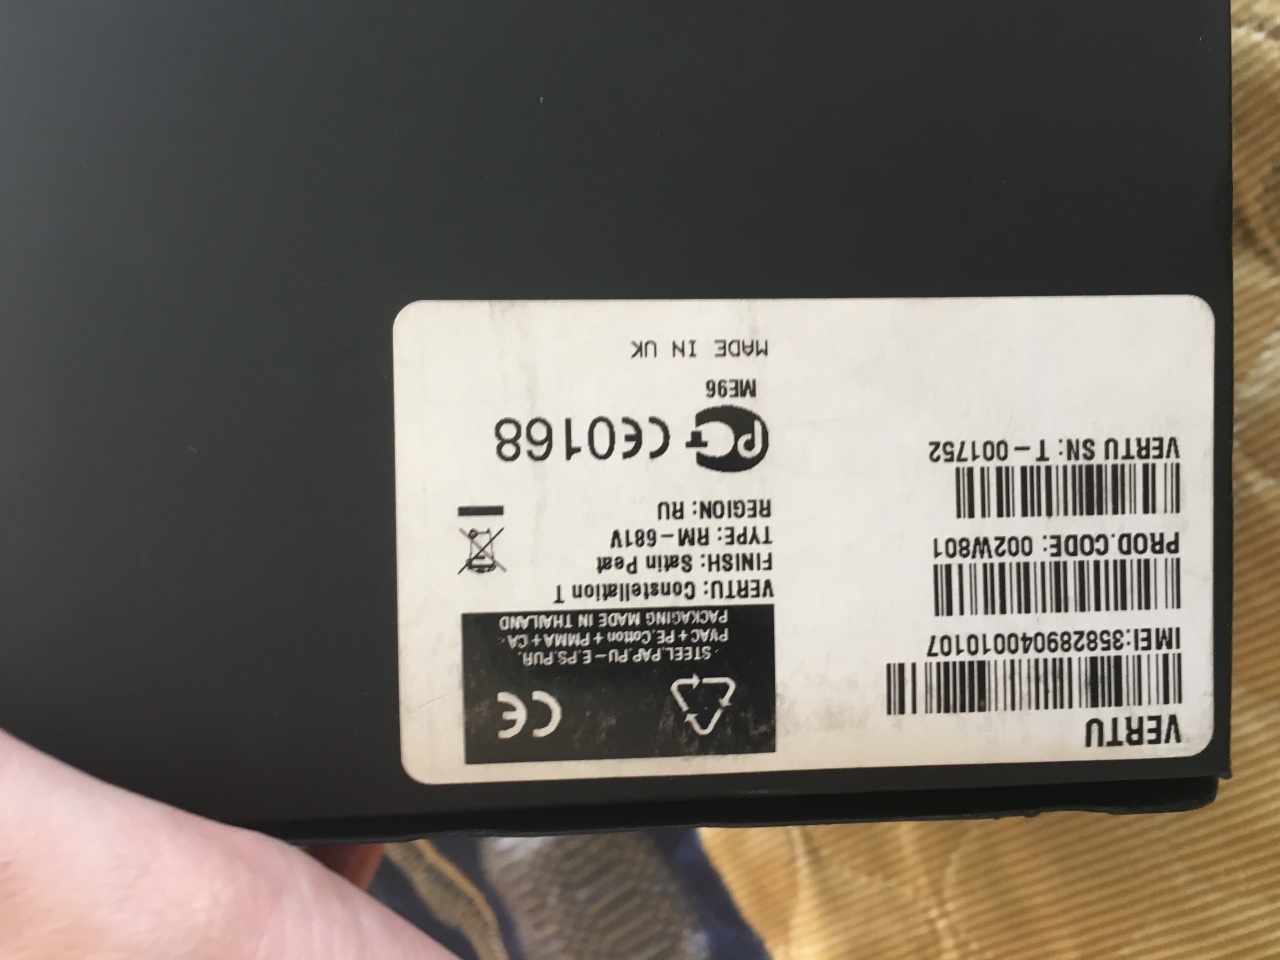 VERTU
IMEI:358289040010107
PROD.CODE: 002W801
VERTU SN: T-001752
CE
STEEL,PAP,PU-E,PS,PUR,
PVAC+PE,Cotton+PMMA+CA
PACKAGING MADE IN THAILAND
VERTU: Constellation T
FINISH: Satin Peat
TYPE: RM-681V
REGION: RU
PCT CE0168
ME96
MADE IN UK